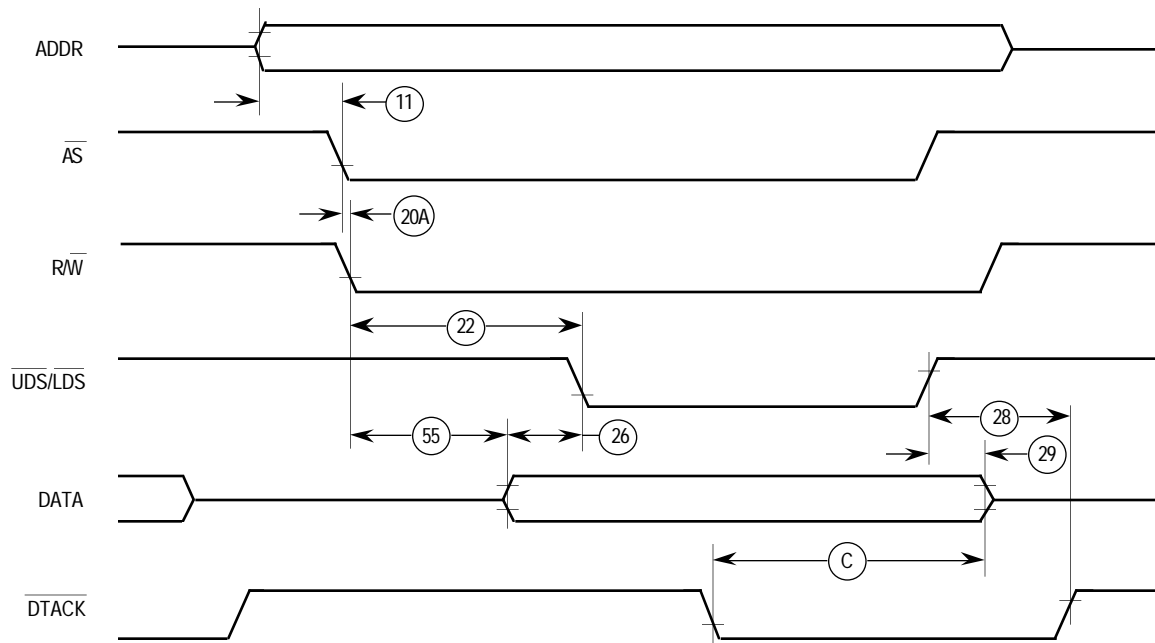 ADDR
11
AS
20A
R/W
22
UDS/LDS
28
55
26
29
DATA
C
DTACK